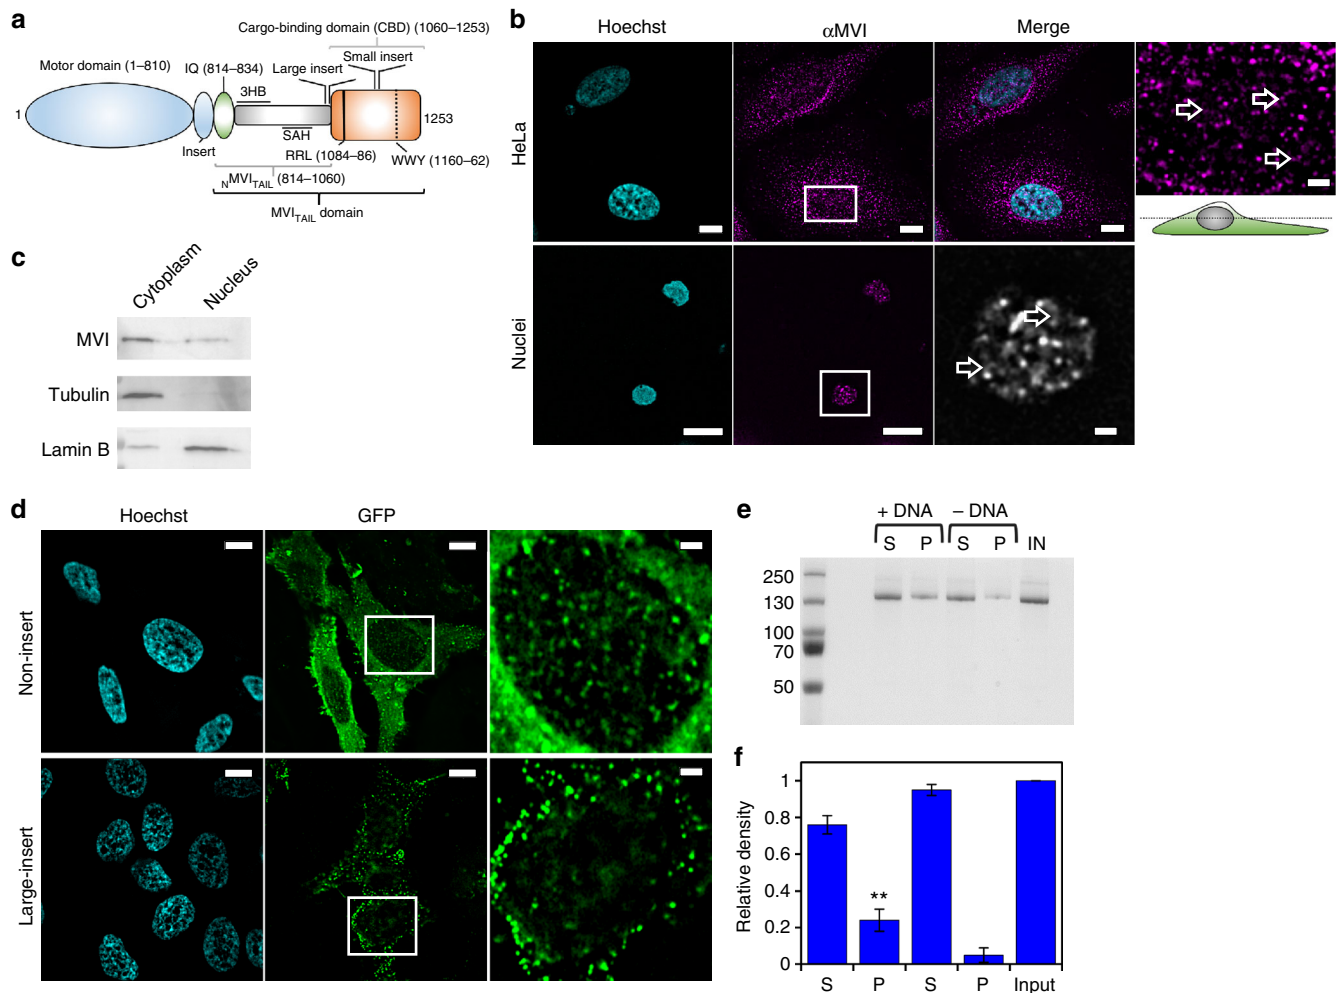 a
Cargo-binding domain (CBD) (1060–1253)
Small insert
Motor domain (1–810)
IQ (814–834)
Large insert
3HB
1
1253
SAH
Insert
RRL (1084–86)
WWY (1160–62)
NMVITAIL (814–1060)
MVITAIL domain
b
Hoechst
αMVI
Merge
HeLa
Nuclei
c
Cytoplasm
Nucleus
MVI
Tubulin
Lamin B
d
Hoechst
GFP
Non-insert
Large-insert
e
+ DNA
– DNA
S P S P IN
250
130
100
70
50
f
Relative density
1
0.8
0.6
0.4
0.2
0
**
S P S P Input